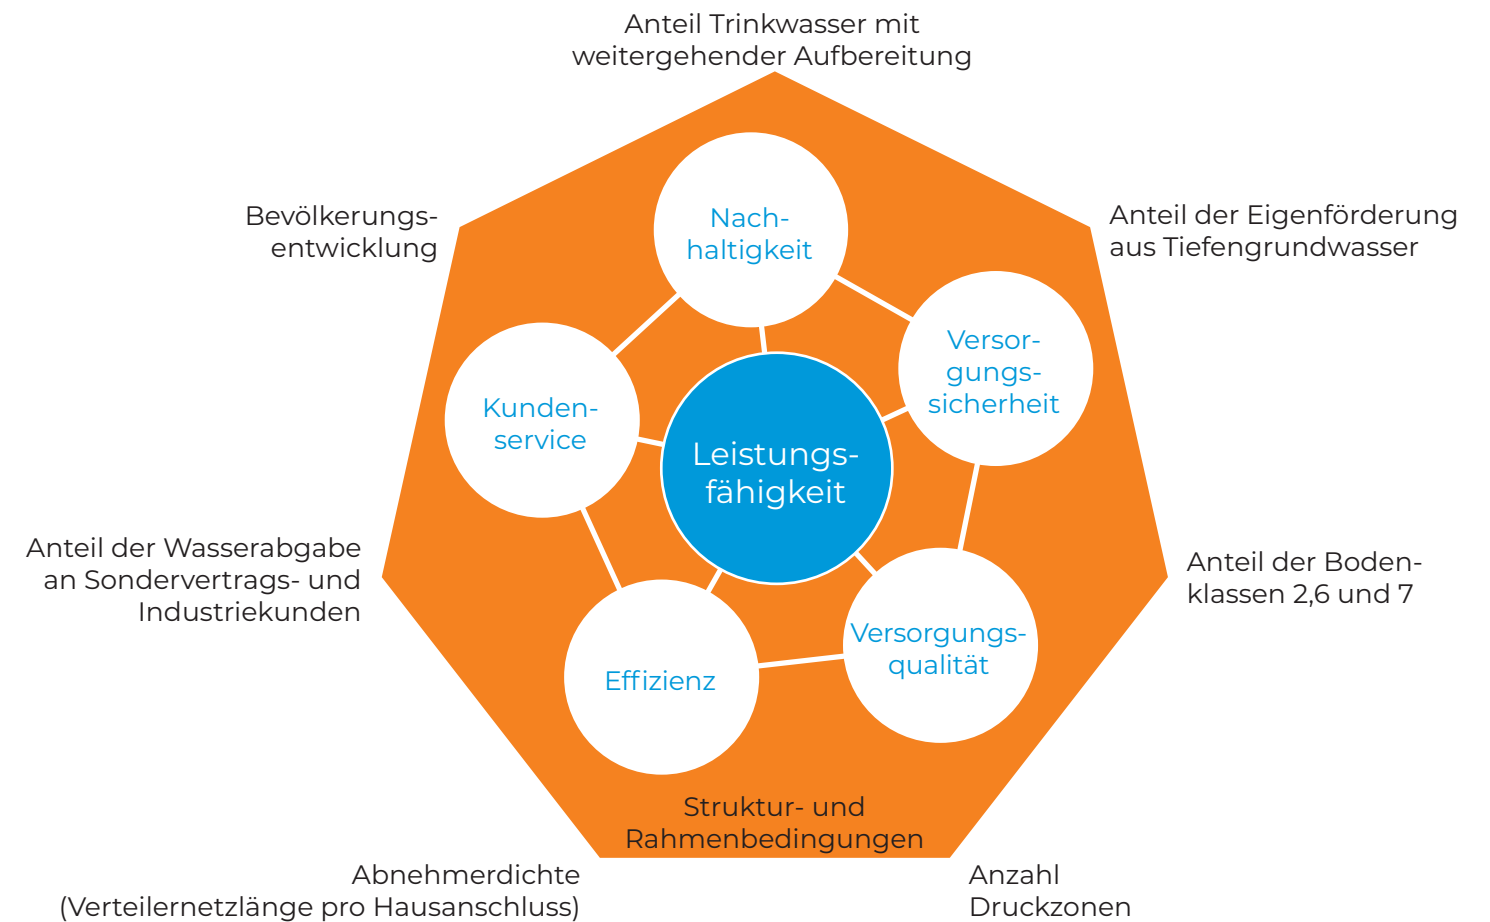 Anteil Trinkwasser mit
weitergehender Aufbereitung
Bevölkerungs-
entwicklung
Anteil der Eigenförderung
aus Tiefengrundwasser
Nach-
haltigkeit
Versor-
gungs-
sicherheit
Kunden-
service
Leistungs-
fähigkeit
Anteil der Wasserabgabe
an Sondervertrags- und
Industriekunden
Anteil der Boden-
klassen 2,6 und 7
Versorgungs-
qualität
Effizienz
Struktur- und
Rahmenbedingungen
Abnehmerdichte
(Verteilernetzlänge pro Hausanschluss)
Anzahl
Druckzonen